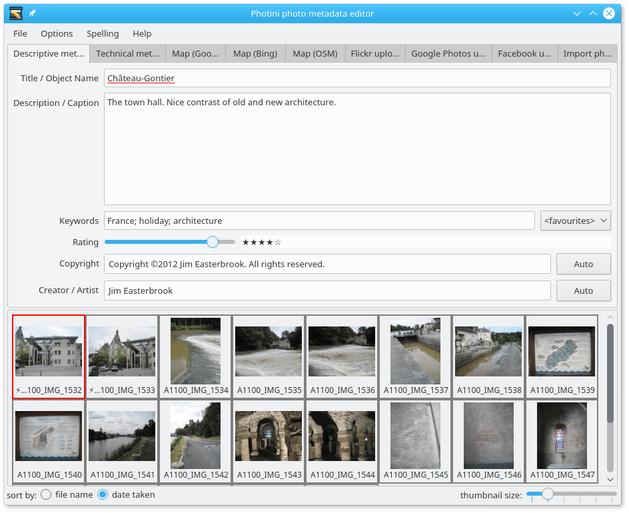 Photini photo metadata editor
File Options Spelling Help
Descriptive met... Technical met... Map (Goo... Map (Bing) Map (OSM) Flickr uplo... Google Photos u... Facebook u... Import ph...
Title / Object Name Château-Gontier
Description / Caption The town hall. Nice contrast of old and new architecture.
Keywords France; holiday; architecture <favourites>
Rating ★★★★☆
Copyright Copyright ©2012 Jim Easterbrook. All rights reserved. Auto
Creator / Artist Jim Easterbrook Auto
⚡...100_IMG_1532 ⚡...100_IMG_1533 A1100_IMG_1534 A1100_IMG_1535 A1100_IMG_1536 A1100_IMG_1537 A1100_IMG_1538 A1100_IMG_1539
A1100_IMG_1540 A1100_IMG_1541 A1100_IMG_1542 A1100_IMG_1543 A1100_IMG_1544 A1100_IMG_1545 A1100_IMG_1546 A1100_IMG_1547
sort by: file name date taken thumbnail size: